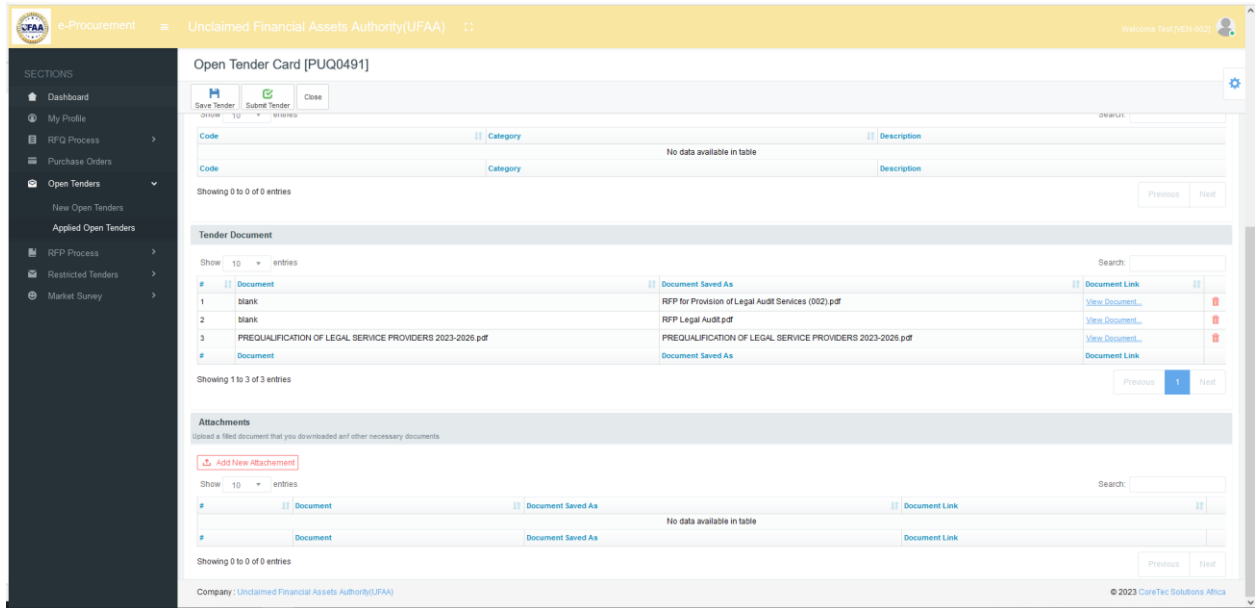 UFAA
e-Procurement
Unclaimed Financial Assets Authority(UFAA)
Welcome Test [VEN-002]
SECTIONS
Dashboard
My Profile
RFQ Process
Purchase Orders
Open Tenders
New Open Tenders
Applied Open Tenders
RFP Process
Restricted Tenders
Market Survey
Open Tender Card [PUQ0491]
Save Tender Submit Tender Close
Show 10 entries Search:
Code Category Description
No data available in table
Code Category Description
Showing 0 to 0 of 0 entries
Previous Next
Tender Document
Show 10 entries Search:
# Document Document Saved As Document Link
1 blank RFP for Provision of Legal Audit Services (002).pdf View Document...
2 blank RFP Legal Audit.pdf View Document...
3 PREQUALIFICATION OF LEGAL SERVICE PROVIDERS 2023-2026.pdf PREQUALIFICATION OF LEGAL SERVICE PROVIDERS 2023-2026.pdf View Document...
# Document Document Saved As Document Link
Showing 1 to 3 of 3 entries
Previous 1 Next
Attachments
Upload a filled document that you downloaded anf other necessary documents
Add New Attachement
Show 10 entries Search:
# Document Document Saved As Document Link
No data available in table
# Document Document Saved As Document Link
Showing 0 to 0 of 0 entries
Previous Next
Company : Unclaimed Financial Assets Authority(UFAA)
© 2023 CoreTec Solutions Africa